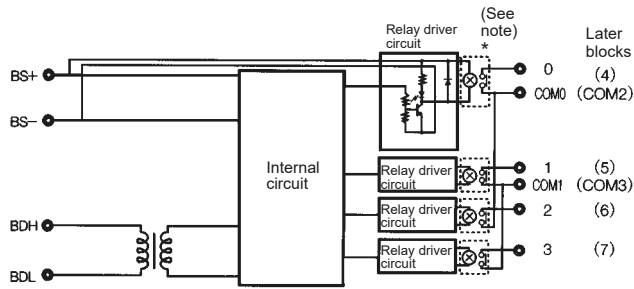 Relay driver
circuit
(See
note)
*
Later
blocks
BS+
BS−
BDH
BDL
Internal
circuit
0 (4)
COM0 (COM2)
Relay driver
circuit
1 (5)
COM1 (COM3)
Relay driver
circuit
2 (6)
Relay driver
circuit
3 (7)